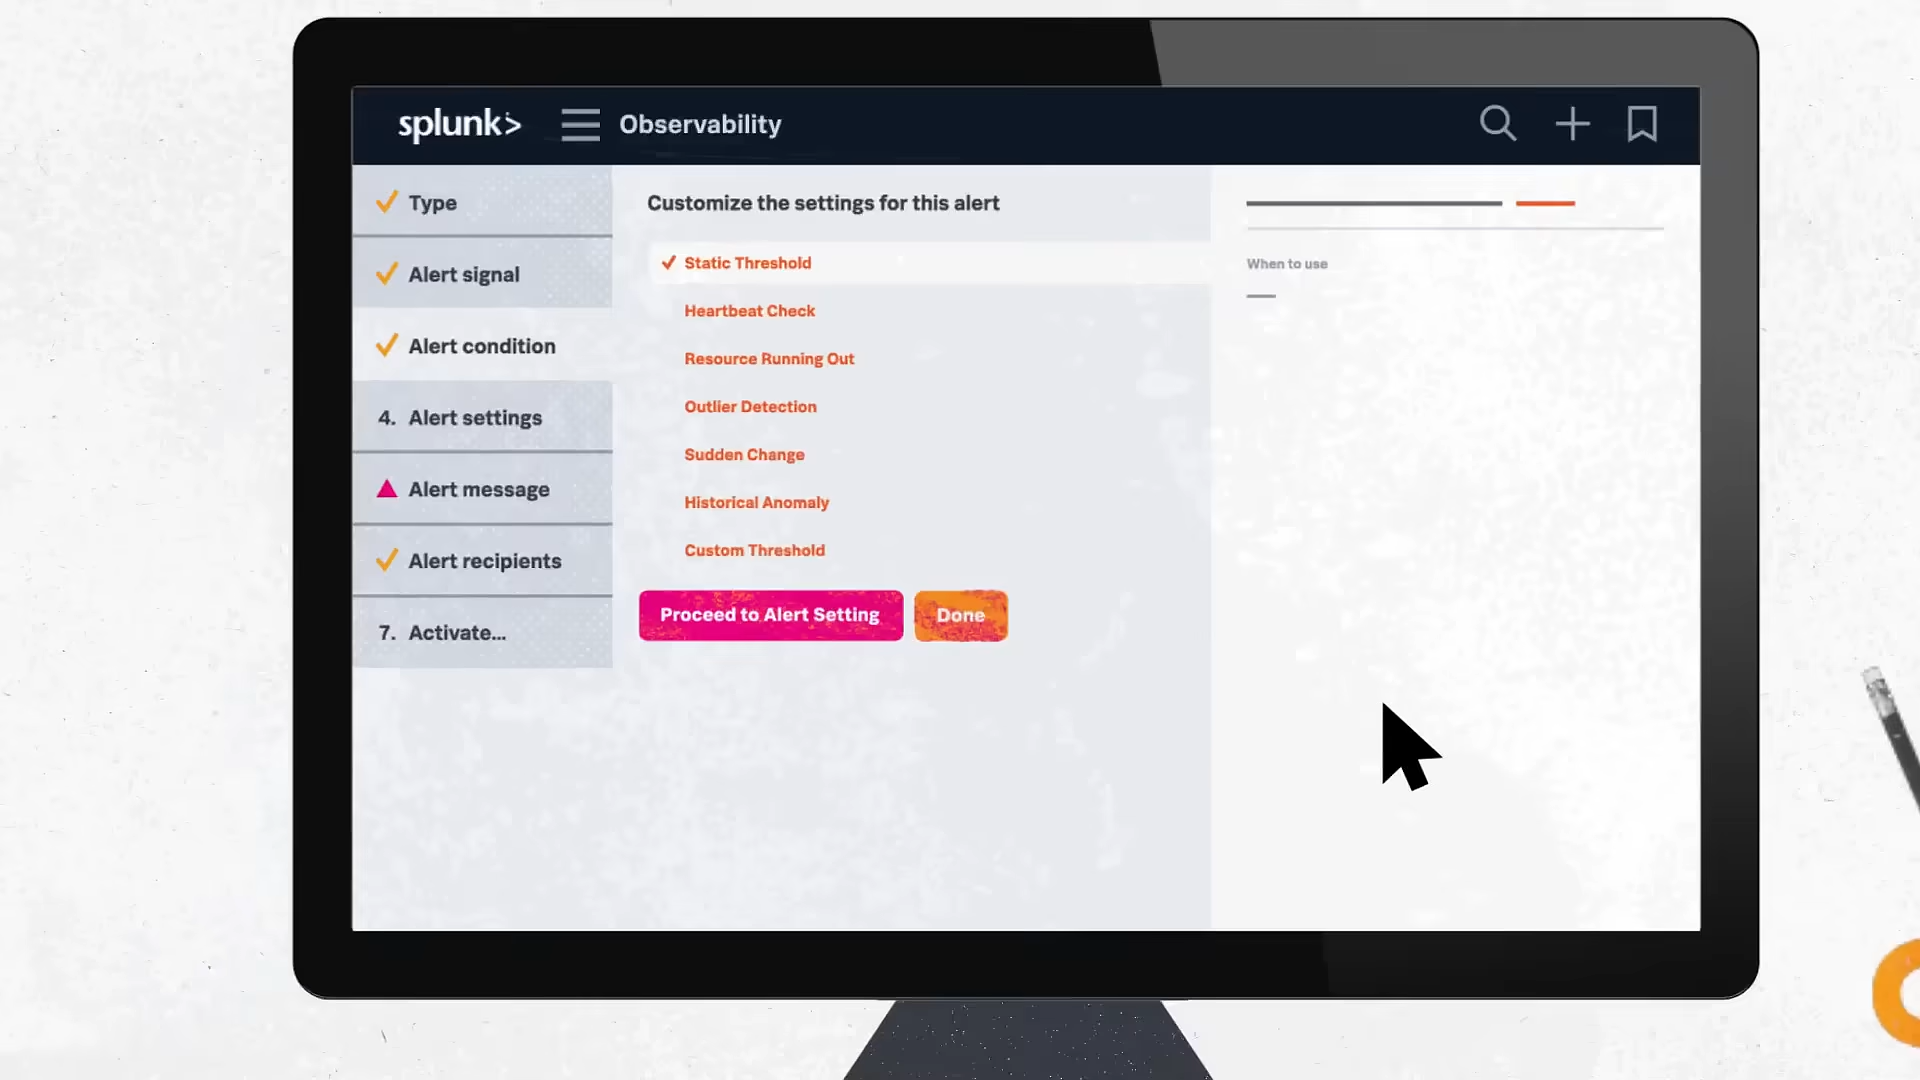 splunk>
Observability
Type
Alert signal
Alert condition
4. Alert settings
Alert message
Alert recipients
7. Activate...
Customize the settings for this alert
Static Threshold
Heartbeat Check
Resource Running Out
Outlier Detection
Sudden Change
Historical Anomaly
Custom Threshold
Proceed to Alert Setting
Done
When to use